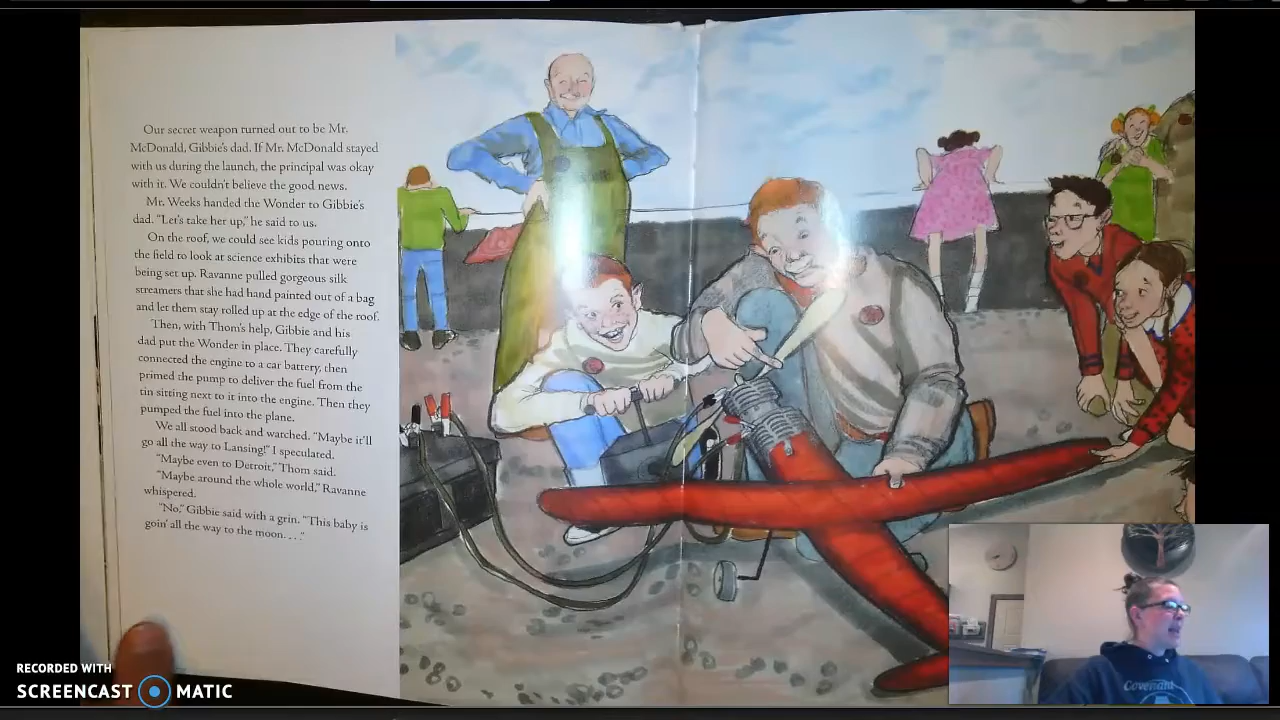 Our secret weapon turned out to be Mr.
McDonald, Gibbie's dad. If Mr. McDonald stayed
with us during the launch, the principal was okay
with it. We couldn't believe the good news.
Mr. Weeks handed the Wonder to Gibbie's
dad. "Let's take her up," he said to us.
On the roof, we could see kids pouring onto
the field to look at science exhibits that were
being set up. Ravanne pulled gorgeous silk
streamers that she had hand painted out of a bag
and let them stay rolled up at the edge of the roof.
Then, with Thom's help, Gibbie and his
dad put the Wonder in place. They carefully
connected the engine to a car battery, then
primed the pump to deliver the fuel from the
tin sitting next to it into the engine. Then they
pumped the fuel into the plane.
We all stood back and watched. "Maybe it'll
go all the way to Lansing!" I speculated.
"Maybe even to Detroit," Thom said.
"Maybe around the whole world," Ravanne
whispered.
"No," Gibbie said with a grin. "This baby is
goin' all the way to the moon. . . ."
RECORDED WITH
SCREENCAST MATIC
Covenant